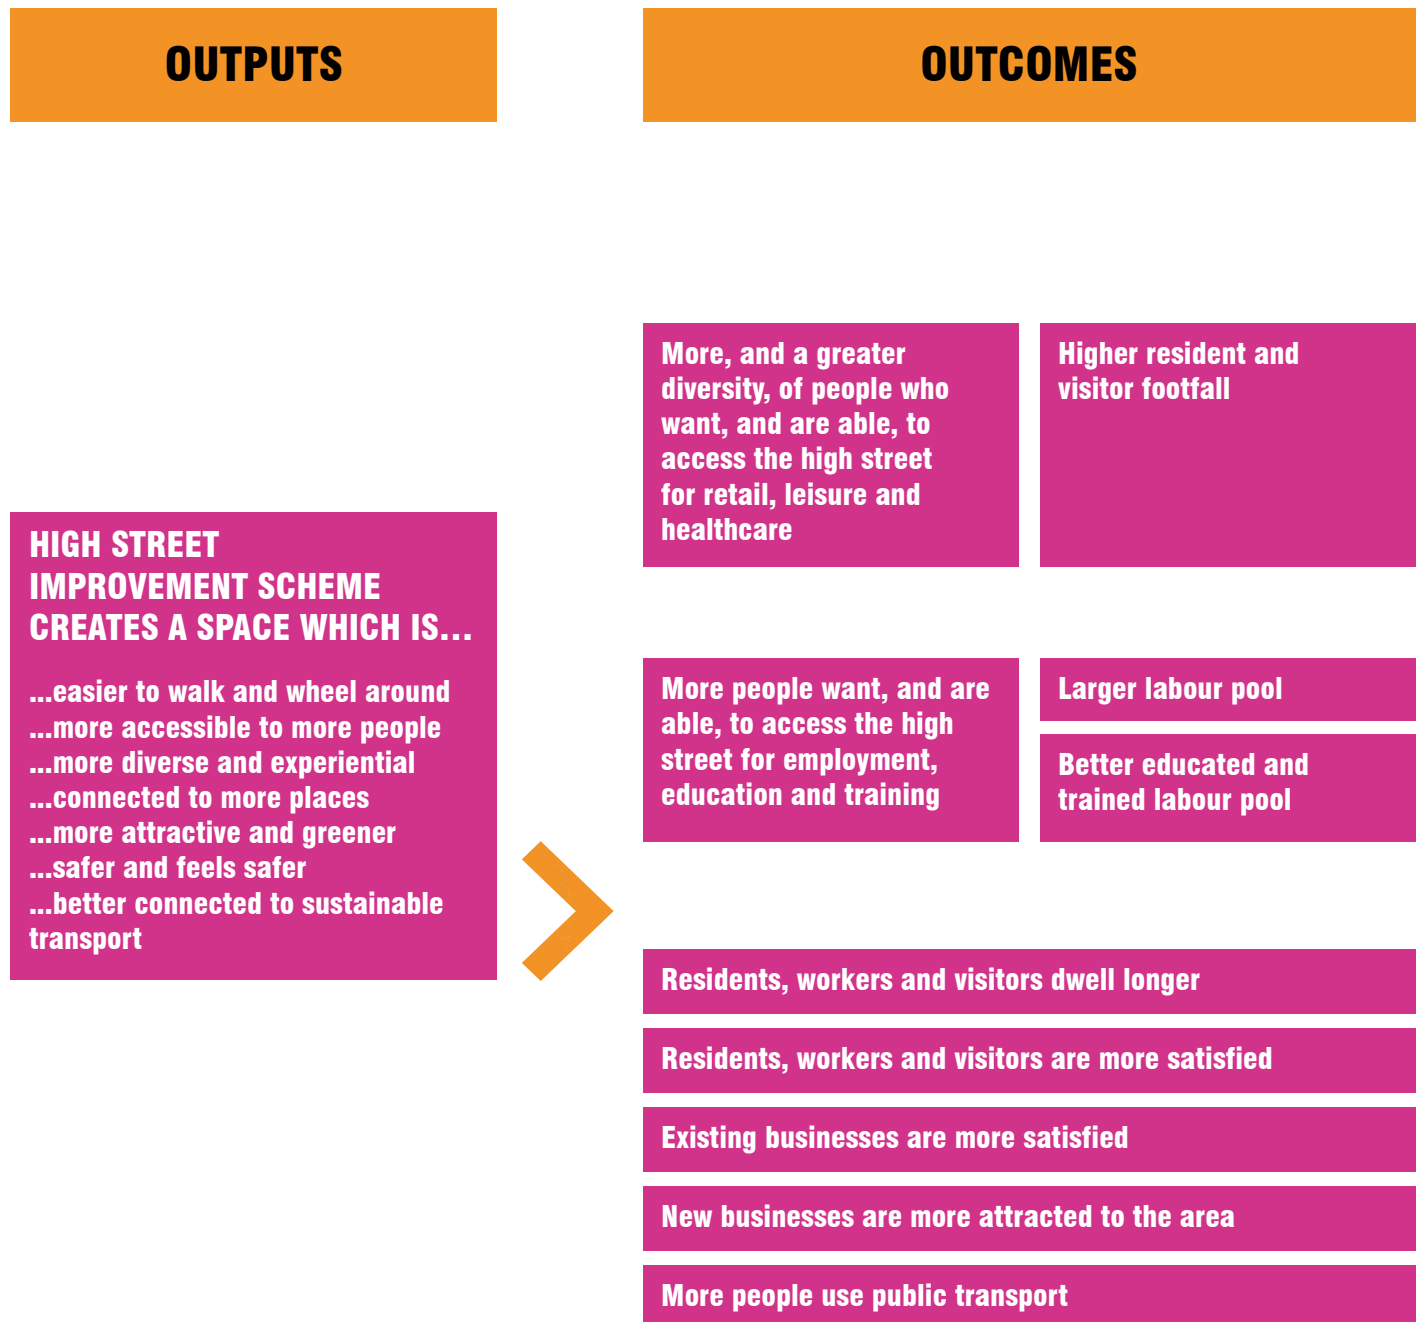 OUTPUTS
OUTCOMES
HIGH STREET
IMPROVEMENT SCHEME
CREATES A SPACE WHICH IS...
...easier to walk and wheel around
...more accessible to more people
...more diverse and experiential
...connected to more places
...more attractive and greener
...safer and feels safer
...better connected to sustainable
transport
More, and a greater
diversity, of people who
want, and are able, to
access the high street
for retail, leisure and
healthcare
Higher resident and
visitor footfall
More people want, and are
able, to access the high
street for employment,
education and training
Larger labour pool
Better educated and
trained labour pool
Residents, workers and visitors dwell longer
Residents, workers and visitors are more satisfied
Existing businesses are more satisfied
New businesses are more attracted to the area
More people use public transport